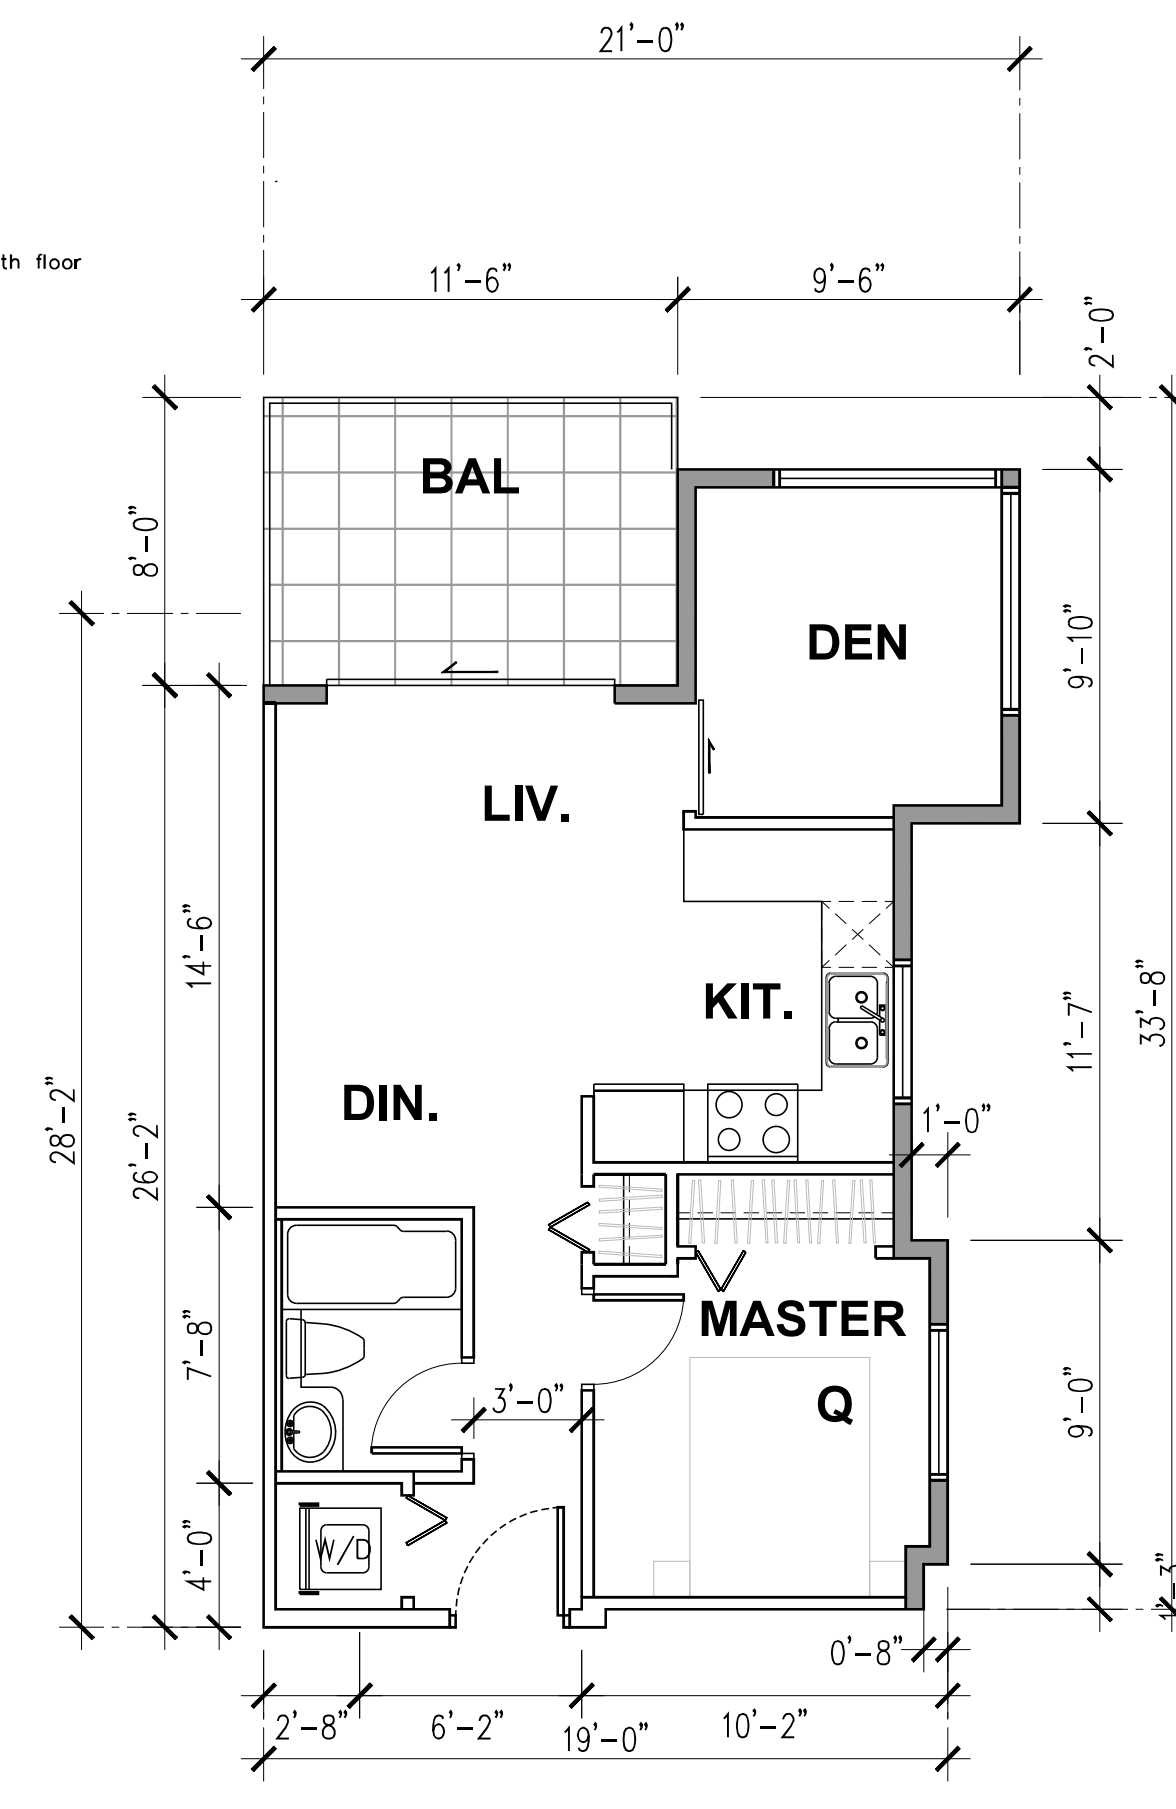 21'-0"
th floor
11'-6"
9'-6"
2'-0"
BAL
8'-0"
DEN
9'-10"
LIV.
14'-6"
KIT.
11'-7"
33'-8"
DIN.
28'-2"
26'-2"
1'-0"
MASTER
7'-8"
3'-0"
Q
9'-0"
4'-0"
W/D
1'-3"
0'-8"
2'-8"
6'-2"
10'-2"
19'-0"